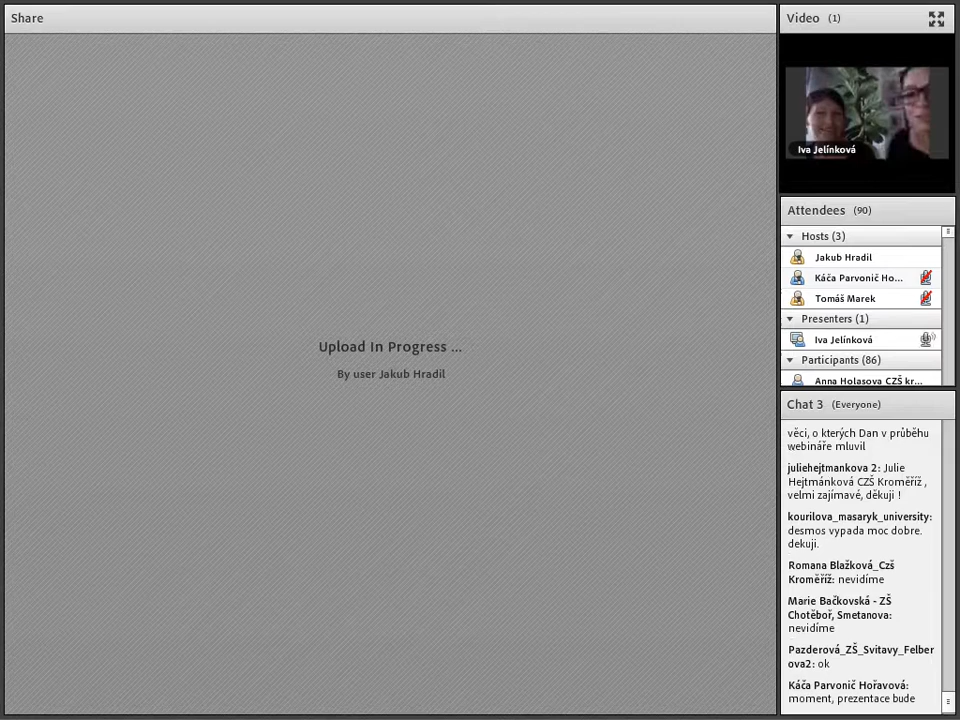 Share
Upload In Progress ...
By user Jakub Hradil
Video (1)
Iva Jelínková
Attendees (90)
Hosts (3)
Jakub Hradil
Káča Parvonič Ho...
Tomáš Marek
Presenters (1)
Iva Jelínková
Participants (86)
Anna Holasova CZŠ kr...
Chat 3 (Everyone)
věci, o kterých Dan v průběhu
webináře mluvil
juliehejtmankova 2: Julie
Hejtmánková CZŠ Kroměříž ,
velmi zajímavé, děkuji !
kourilova_masaryk_university:
desmos vypada moc dobre.
dekuji.
Romana Blažková_Czš
Kroměříž: nevidíme
Marie Bačkovská - ZŠ
Chotěboř, Smetanova:
nevidíme
Pazderová_ZŠ_Svitavy_Felber
ova2: ok
Káča Parvonič Hořavová:
moment, prezentace bude